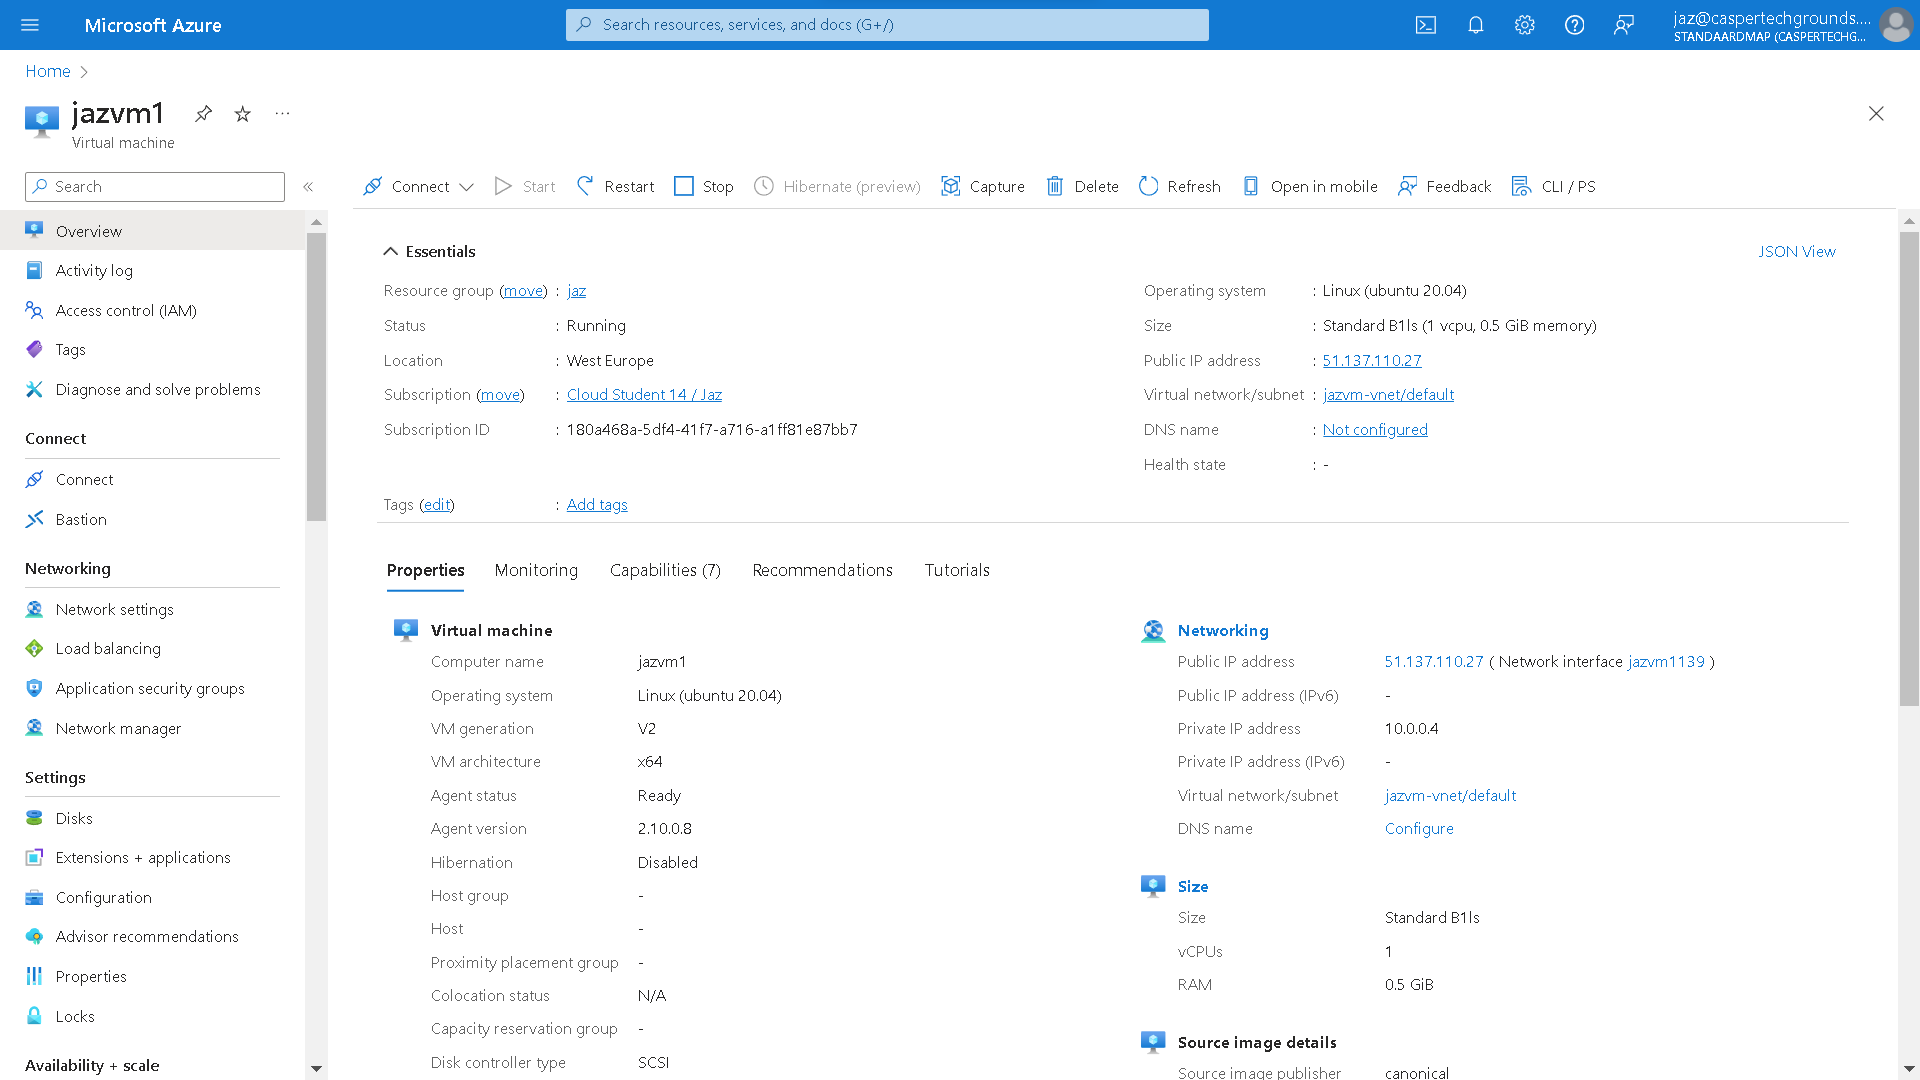 Microsoft Azure
Search resources, services, and docs (G+/)
jaz@caspertechgrounds....
STANDAARDMAP (CASPERTECHG...
Home
jazvm1
Virtual machine
Search
Connect
Start
Restart
Stop
Hibernate (preview)
Capture
Delete
Refresh
Open in mobile
Feedback
CLI / PS
Overview
Activity log
Access control (IAM)
Tags
Diagnose and solve problems
Connect
Connect
Bastion
Networking
Network settings
Load balancing
Application security groups
Network manager
Settings
Disks
Extensions + applications
Configuration
Advisor recommendations
Properties
Locks
Availability + scale
Essentials
JSON View
Resource group (move) : jaz
Status : Running
Location : West Europe
Subscription (move) : Cloud Student 14 / Jaz
Subscription ID : 180a468a-5df4-41f7-a716-a1ff81e87bb7
Operating system : Linux (ubuntu 20.04)
Size : Standard B1ls (1 vcpu, 0.5 GiB memory)
Public IP address : 51.137.110.27
Virtual network/subnet : jazvm-vnet/default
DNS name : Not configured
Health state : -
Tags (edit) : Add tags
Properties
Monitoring
Capabilities (7)
Recommendations
Tutorials
Virtual machine
Computer name jazvm1
Operating system Linux (ubuntu 20.04)
VM generation V2
VM architecture x64
Agent status Ready
Agent version 2.10.0.8
Hibernation Disabled
Host group -
Host -
Proximity placement group -
Colocation status N/A
Capacity reservation group -
Disk controller type SCSI
Networking
Public IP address 51.137.110.27 ( Network interface jazvm1139 )
Public IP address (IPv6) -
Private IP address 10.0.0.4
Private IP address (IPv6) -
Virtual network/subnet jazvm-vnet/default
DNS name Configure
Size
Size Standard B1ls
vCPUs 1
RAM 0.5 GiB
Source image details
Source image publisher canonical